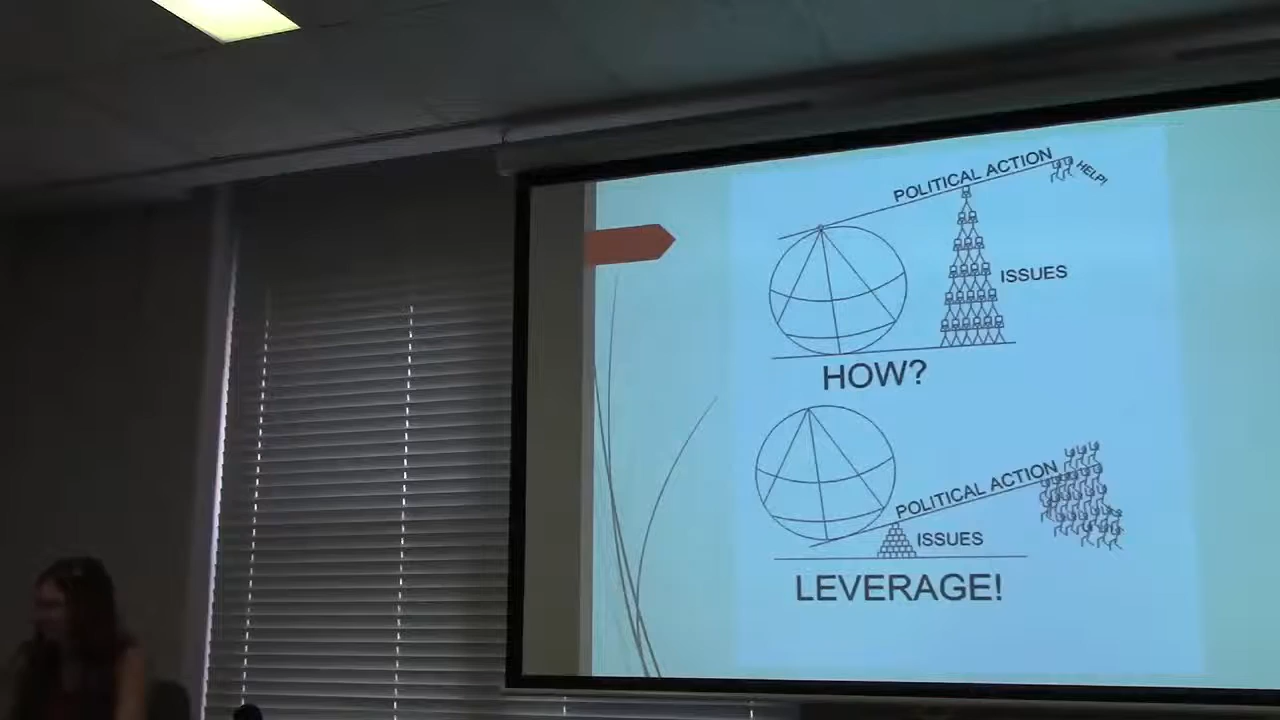 POLITICAL ACTION
HELP!
ISSUES
HOW?
POLITICAL ACTION
ISSUES
LEVERAGE!